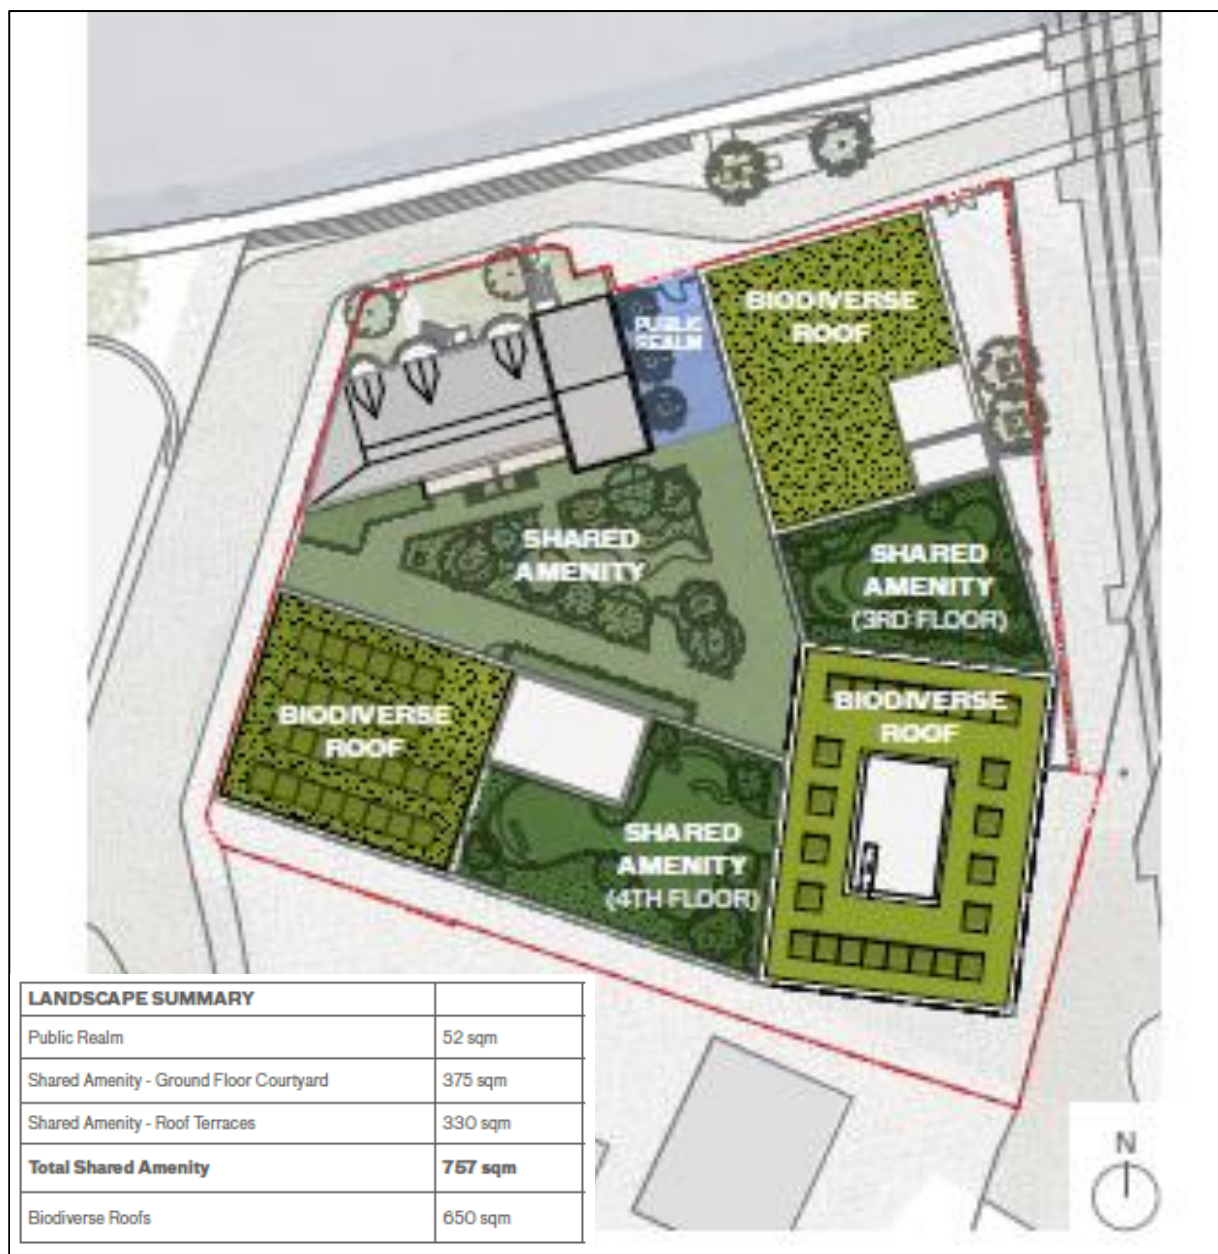 BIODIVERSE
ROOF
PUBLIC
REALM
SHARED
AMENITY
SHARED
AMENITY
(3RD FLOOR)
BIODIVERSE
ROOF
BIODIVERSE
ROOF
SHARED
AMENITY
(4TH FLOOR)
LANDSCAPE SUMMARY
Public Realm 52 sqm
Shared Amenity - Ground Floor Courtyard 375 sqm
Shared Amenity - Roof Terraces 330 sqm
Total Shared Amenity 757 sqm
Biodiverse Roofs 650 sqm
N